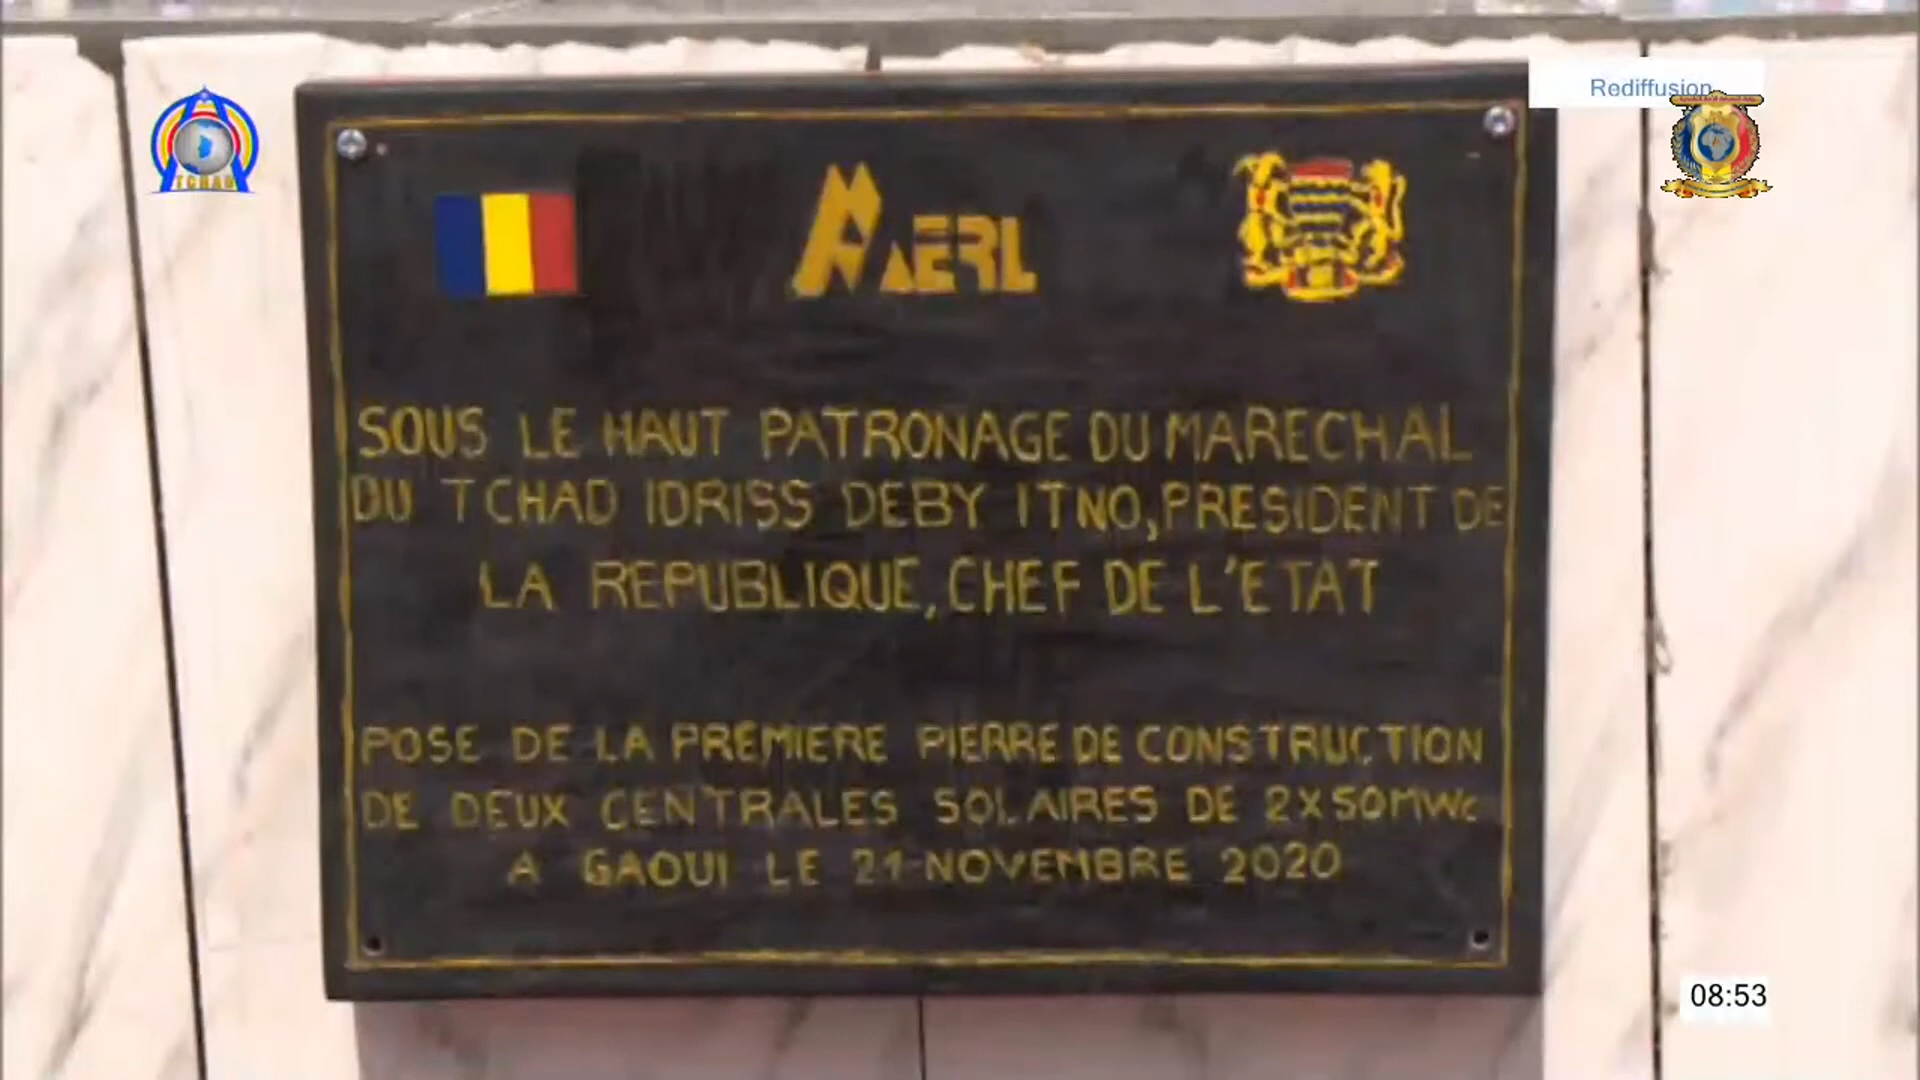 Rediffusion
TCHAD
MAERL
SOUS LE HAUT PATRONAGE DU MARECHAL
DU TCHAD IDRISS DEBY ITNO, PRESIDENT DE
LA REPUBLIQUE, CHEF DE L'ETAT
POSE DE LA PREMIERE PIERRE DE CONSTRUCTION
DE DEUX CENTRALES SOLAIRES DE 2X50MWc
A GAOUI LE 21 NOVEMBRE 2020
08:53